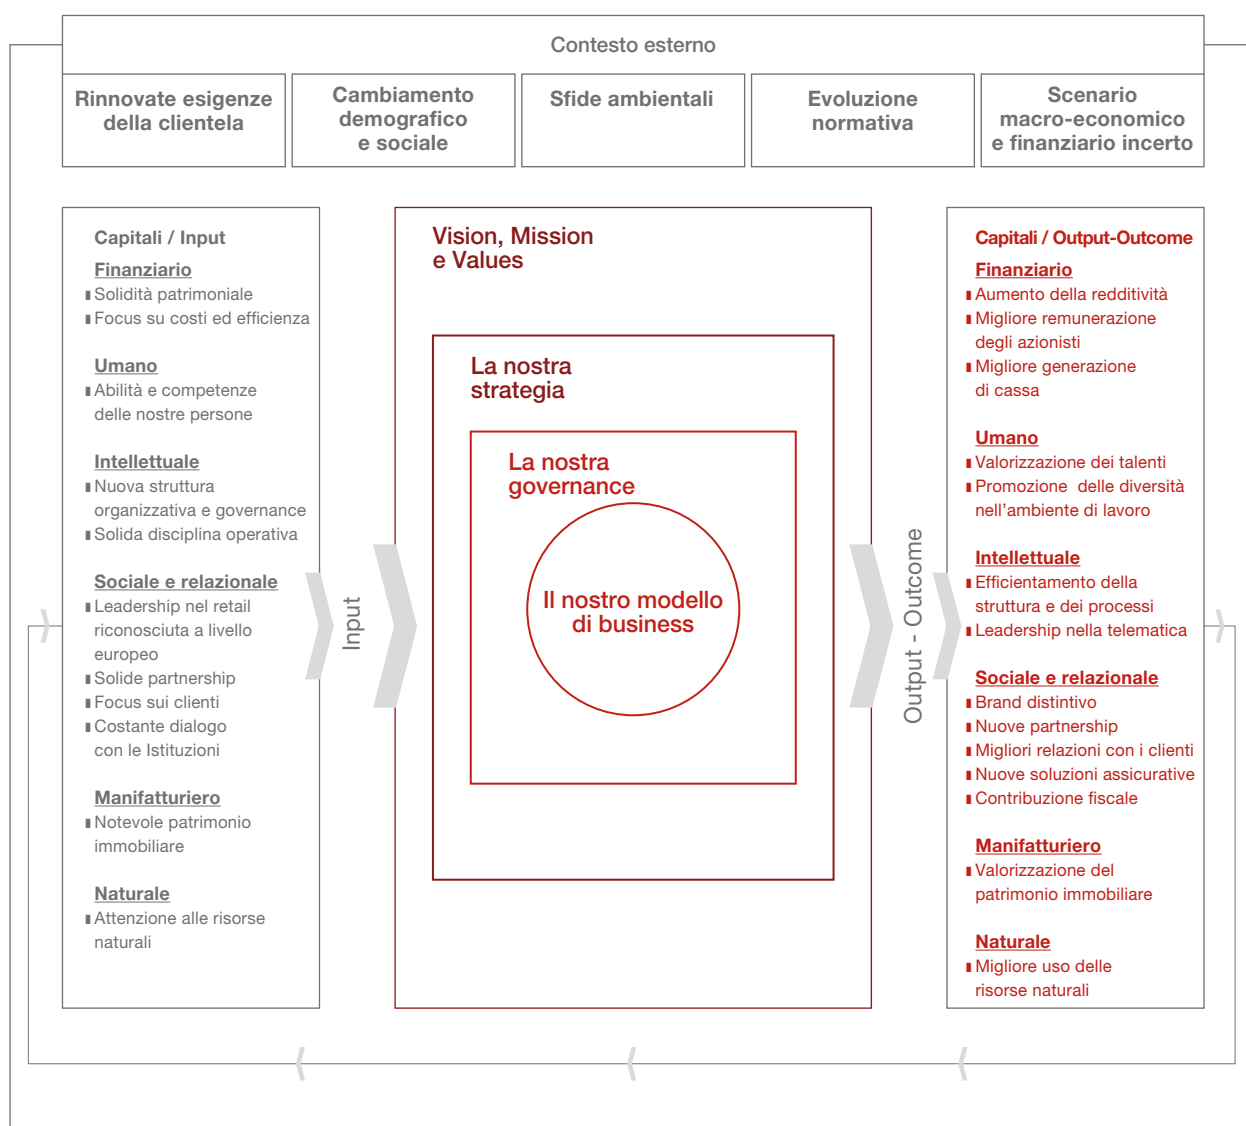 Contesto esterno
Rinnovate esigenze
della clientela
Cambiamento
demografico
e sociale
Sfide ambientali
Evoluzione
normativa
Scenario
macro-economico
e finanziario incerto
Capitali / Input
Finanziario
Solidità patrimoniale
Focus su costi ed efficienza
Umano
Abilità e competenze
delle nostre persone
Intellettuale
Nuova struttura
organizzativa e governance
Solida disciplina operativa
Sociale e relazionale
Leadership nel retail
riconosciuta a livello
europeo
Solide partnership
Focus sui clienti
Costante dialogo
con le Istituzioni
Manifatturiero
Notevole patrimonio
immobiliare
Naturale
Attenzione alle risorse
naturali
Input
Vision, Mission
e Values
La nostra
strategia
La nostra
governance
Il nostro modello
di business
Output - Outcome
Capitali / Output-Outcome
Finanziario
Aumento della redditività
Migliore remunerazione
degli azionisti
Migliore generazione
di cassa
Umano
Valorizzazione dei talenti
Promozione delle diversità
nell'ambiente di lavoro
Intellettuale
Efficientamento della
struttura e dei processi
Leadership nella telematica
Sociale e relazionale
Brand distintivo
Nuove partnership
Migliori relazioni con i clienti
Nuove soluzioni assicurative
Contribuzione fiscale
Manifatturiero
Valorizzazione del
patrimonio immobiliare
Naturale
Migliore uso delle
risorse naturali